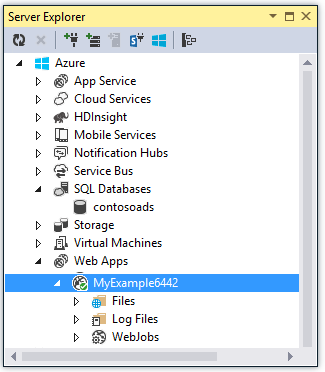 Server Explorer
Azure
App Service
Cloud Services
HDInsight
Mobile Services
Notification Hubs
Service Bus
SQL Databases
contosoads
Storage
Virtual Machines
Web Apps
MyExample6442
Files
Log Files
WebJobs